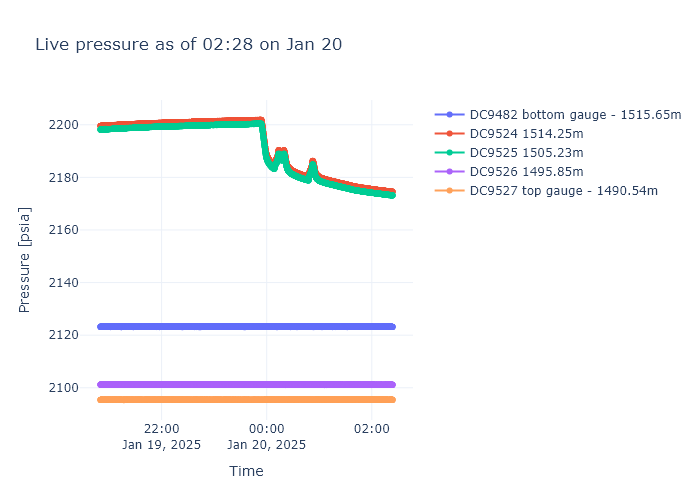 Live pressure as of 02:28 on Jan 20
DC9482 bottom gauge - 1515.65m
DC9524 1514.25m
DC9525 1505.23m
DC9526 1495.85m
DC9527 top gauge - 1490.54m
2200
2180
2160
2140
2120
2100
Pressure [psia]
22:00
Jan 19, 2025
00:00
Jan 20, 2025
02:00
Time